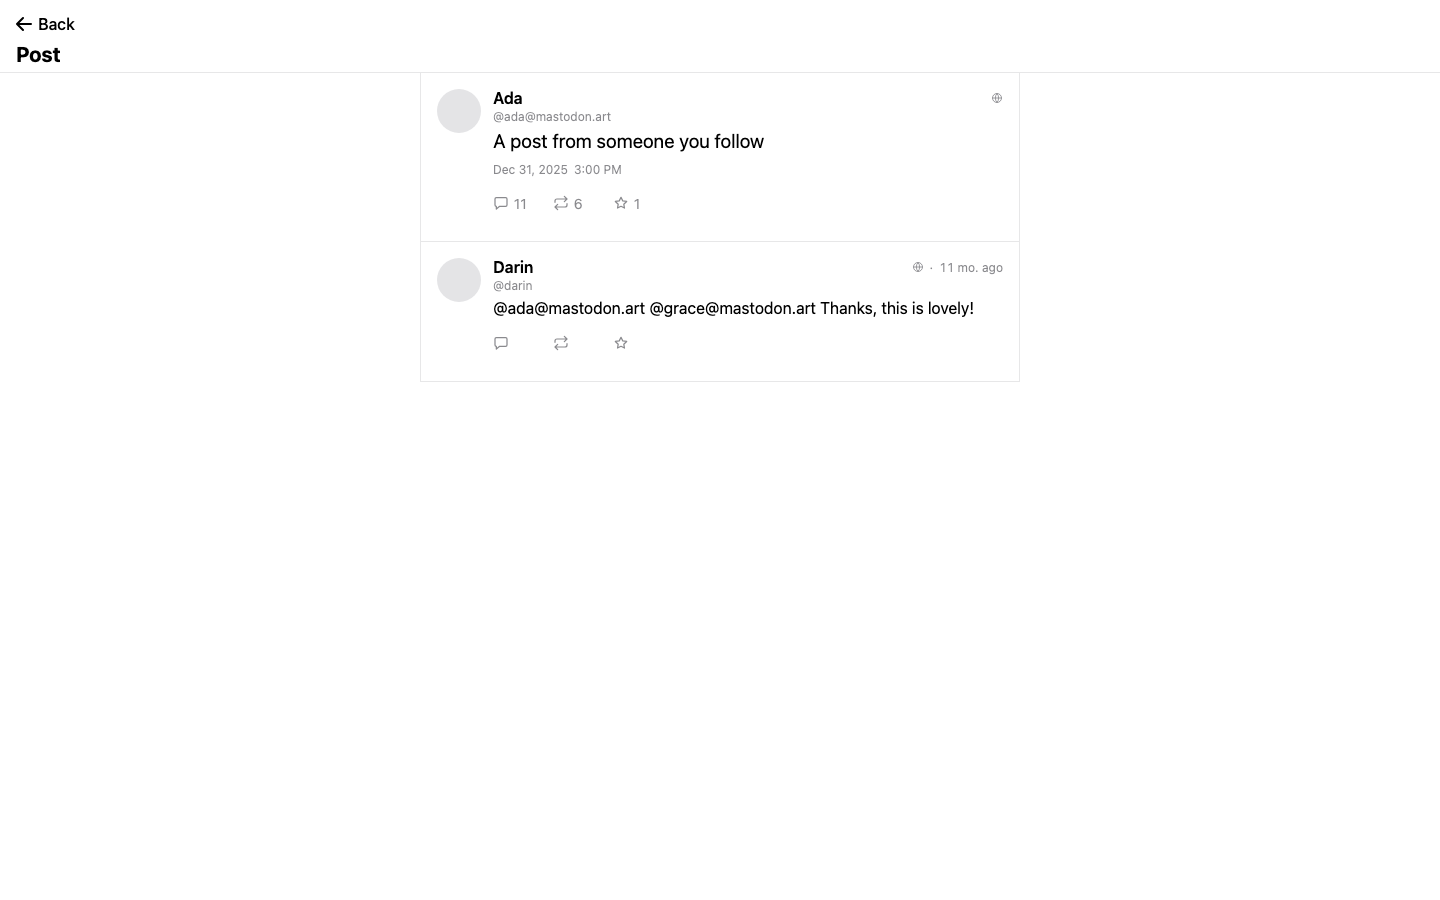 Back
Post
Ada
@ada@mastodon.art
A post from someone you follow
Dec 31, 2025 3:00 PM
11 6 1
Darin
· 11 mo. ago
@darin
@ada@mastodon.art @grace@mastodon.art Thanks, this is lovely!